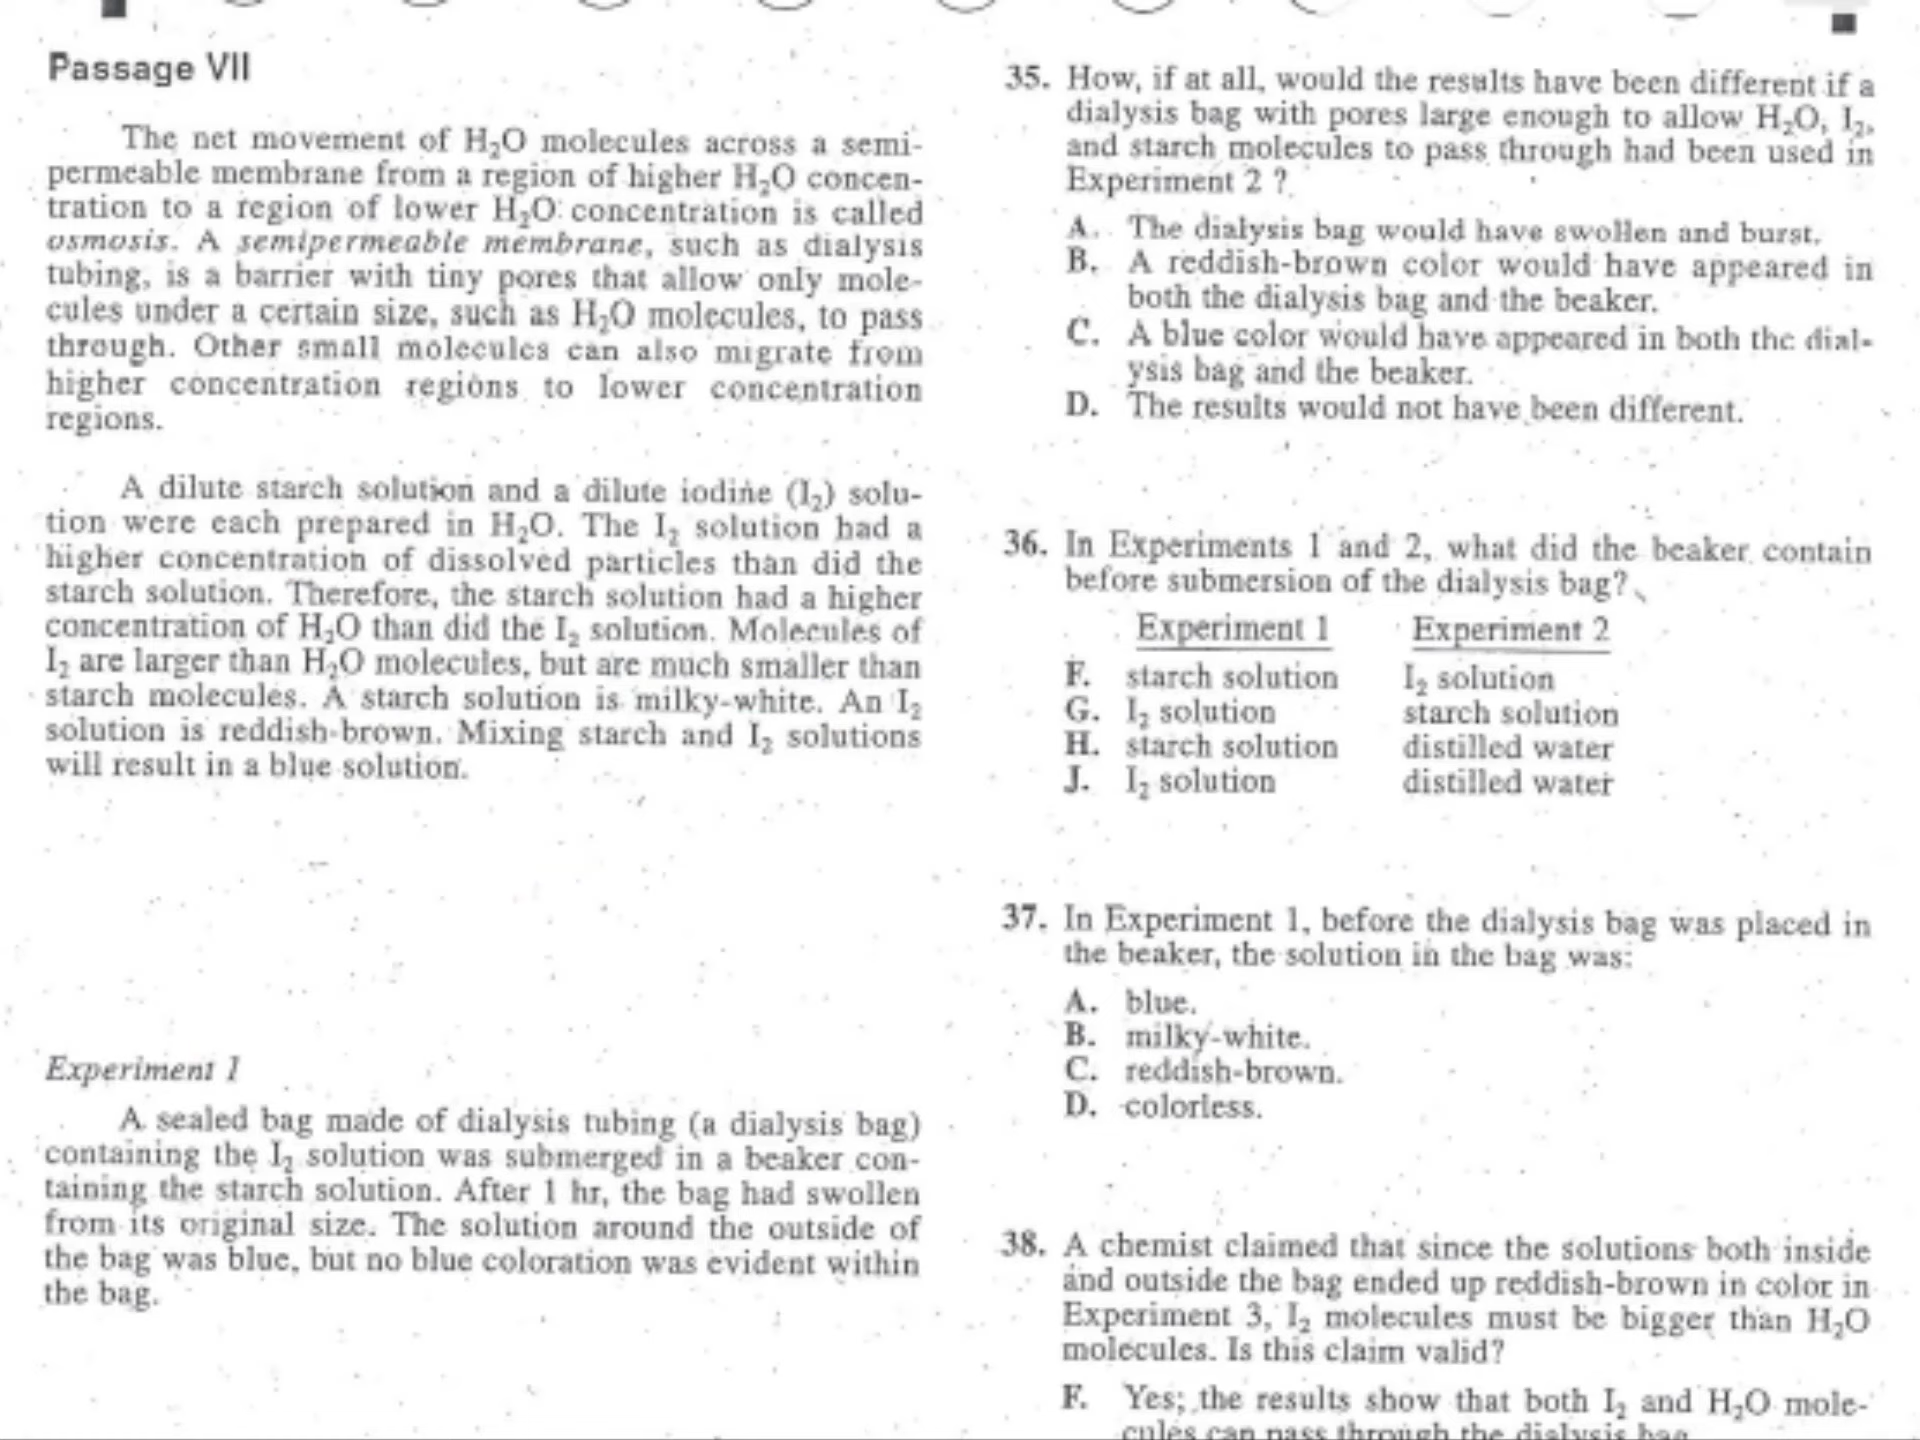 Passage VII
The net movement of H₂O molecules across a semi-
permeable membrane from a region of higher H₂O concen-
tration to a region of lower H₂O concentration is called
osmosis. A semipermeable membrane, such as dialysis
tubing, is a barrier with tiny pores that allow only mole-
cules under a certain size, such as H₂O molecules, to pass
through. Other small molecules can also migrate from
higher concentration regions to lower concentration
regions.
A dilute starch solution and a dilute iodine (I₂) solu-
tion were each prepared in H₂O. The I₂ solution had a
higher concentration of dissolved particles than did the
starch solution. Therefore, the starch solution had a higher
concentration of H₂O than did the I₂ solution. Molecules of
I₂ are larger than H₂O molecules, but are much smaller than
starch molecules. A starch solution is milky-white. An I₂
solution is reddish-brown. Mixing starch and I₂ solutions
will result in a blue solution.
Experiment 1
A sealed bag made of dialysis tubing (a dialysis bag)
containing the I₂ solution was submerged in a beaker con-
taining the starch solution. After 1 hr, the bag had swollen
from its original size. The solution around the outside of
the bag was blue, but no blue coloration was evident within
the bag.
35. How, if at all, would the results have been different if a
dialysis bag with pores large enough to allow H₂O, I₂,
and starch molecules to pass through had been used in
Experiment 2 ?
A. The dialysis bag would have swollen and burst.
B. A reddish-brown color would have appeared in
both the dialysis bag and the beaker.
C. A blue color would have appeared in both the dial-
ysis bag and the beaker.
D. The results would not have been different.
36. In Experiments 1 and 2, what did the beaker contain
before submersion of the dialysis bag?
Experiment 1 Experiment 2
F. starch solution I₂ solution
G. I₂ solution starch solution
H. starch solution distilled water
J. I₂ solution distilled water
37. In Experiment 1, before the dialysis bag was placed in
the beaker, the solution in the bag was:
A. blue.
B. milky-white.
C. reddish-brown.
D. colorless.
38. A chemist claimed that since the solutions both inside
and outside the bag ended up reddish-brown in color in
Experiment 3, I₂ molecules must be bigger than H₂O
molecules. Is this claim valid?
F. Yes; the results show that both I₂ and H₂O mole-
cules can pass through the dialysis bag